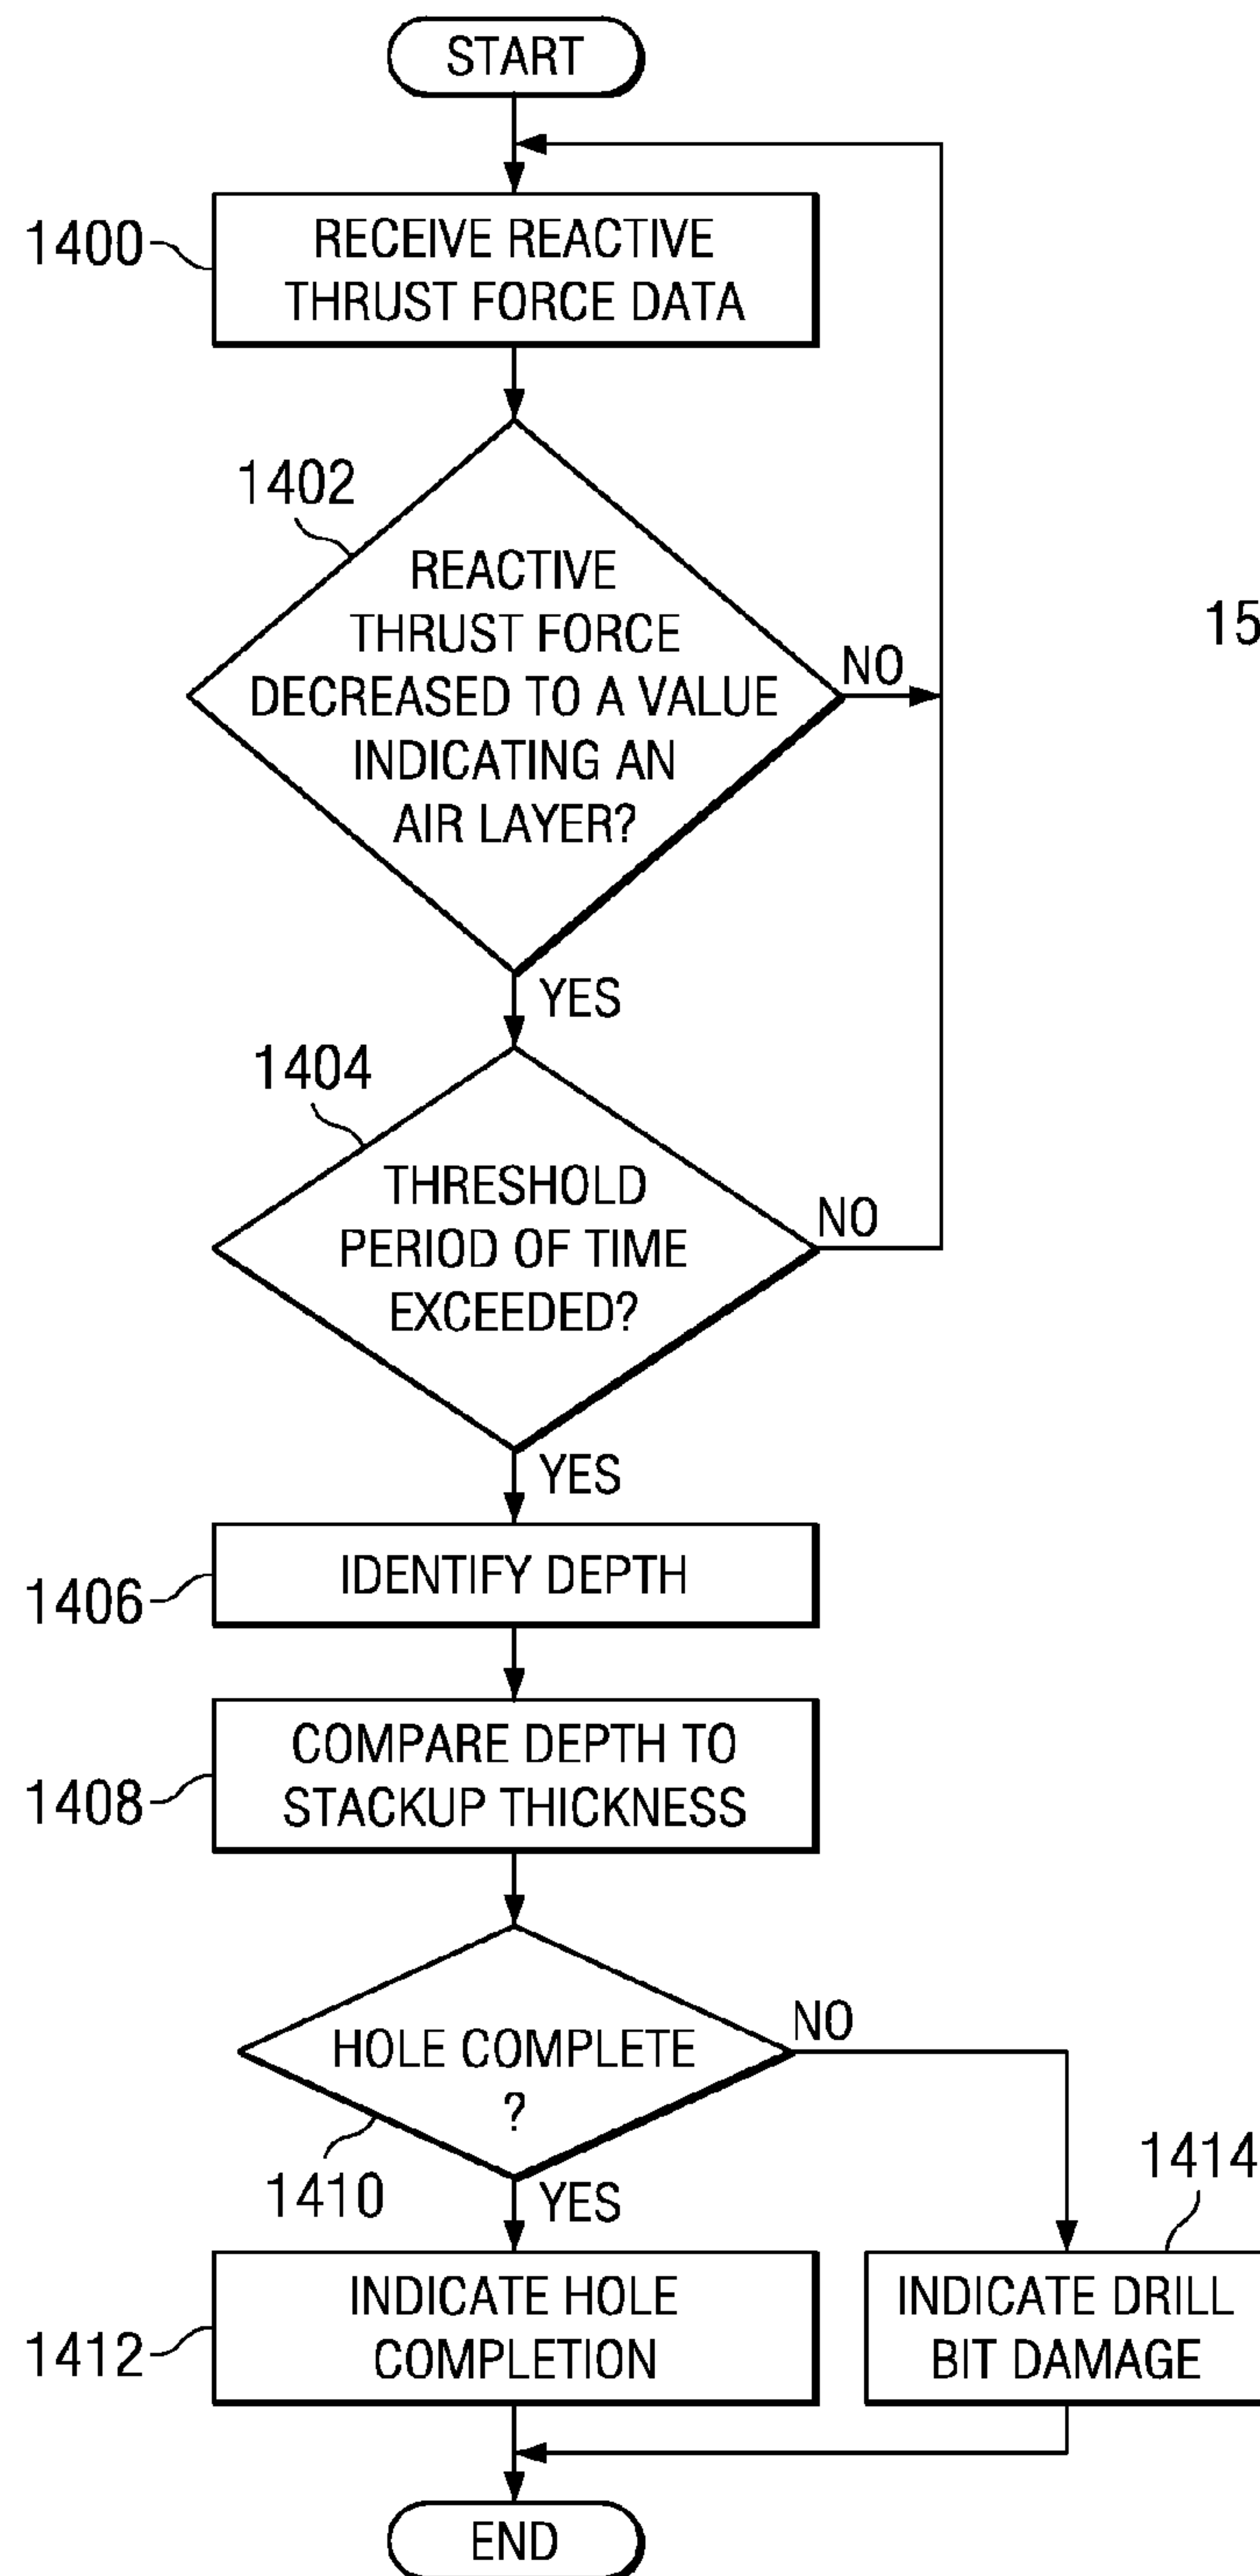 START
1400
RECEIVE REACTIVE
THRUST FORCE DATA
1402
REACTIVE
THRUST FORCE
DECREASED TO A VALUE
INDICATING AN
AIR LAYER?
NO
15
YES
1404
THRESHOLD
PERIOD OF TIME
EXCEEDED?
NO
YES
1406
IDENTIFY DEPTH
1408
COMPARE DEPTH TO
STACKUP THICKNESS
HOLE COMPLETE
?
NO
1410
YES
1414
1412
INDICATE HOLE
COMPLETION
INDICATE DRILL
BIT DAMAGE
END